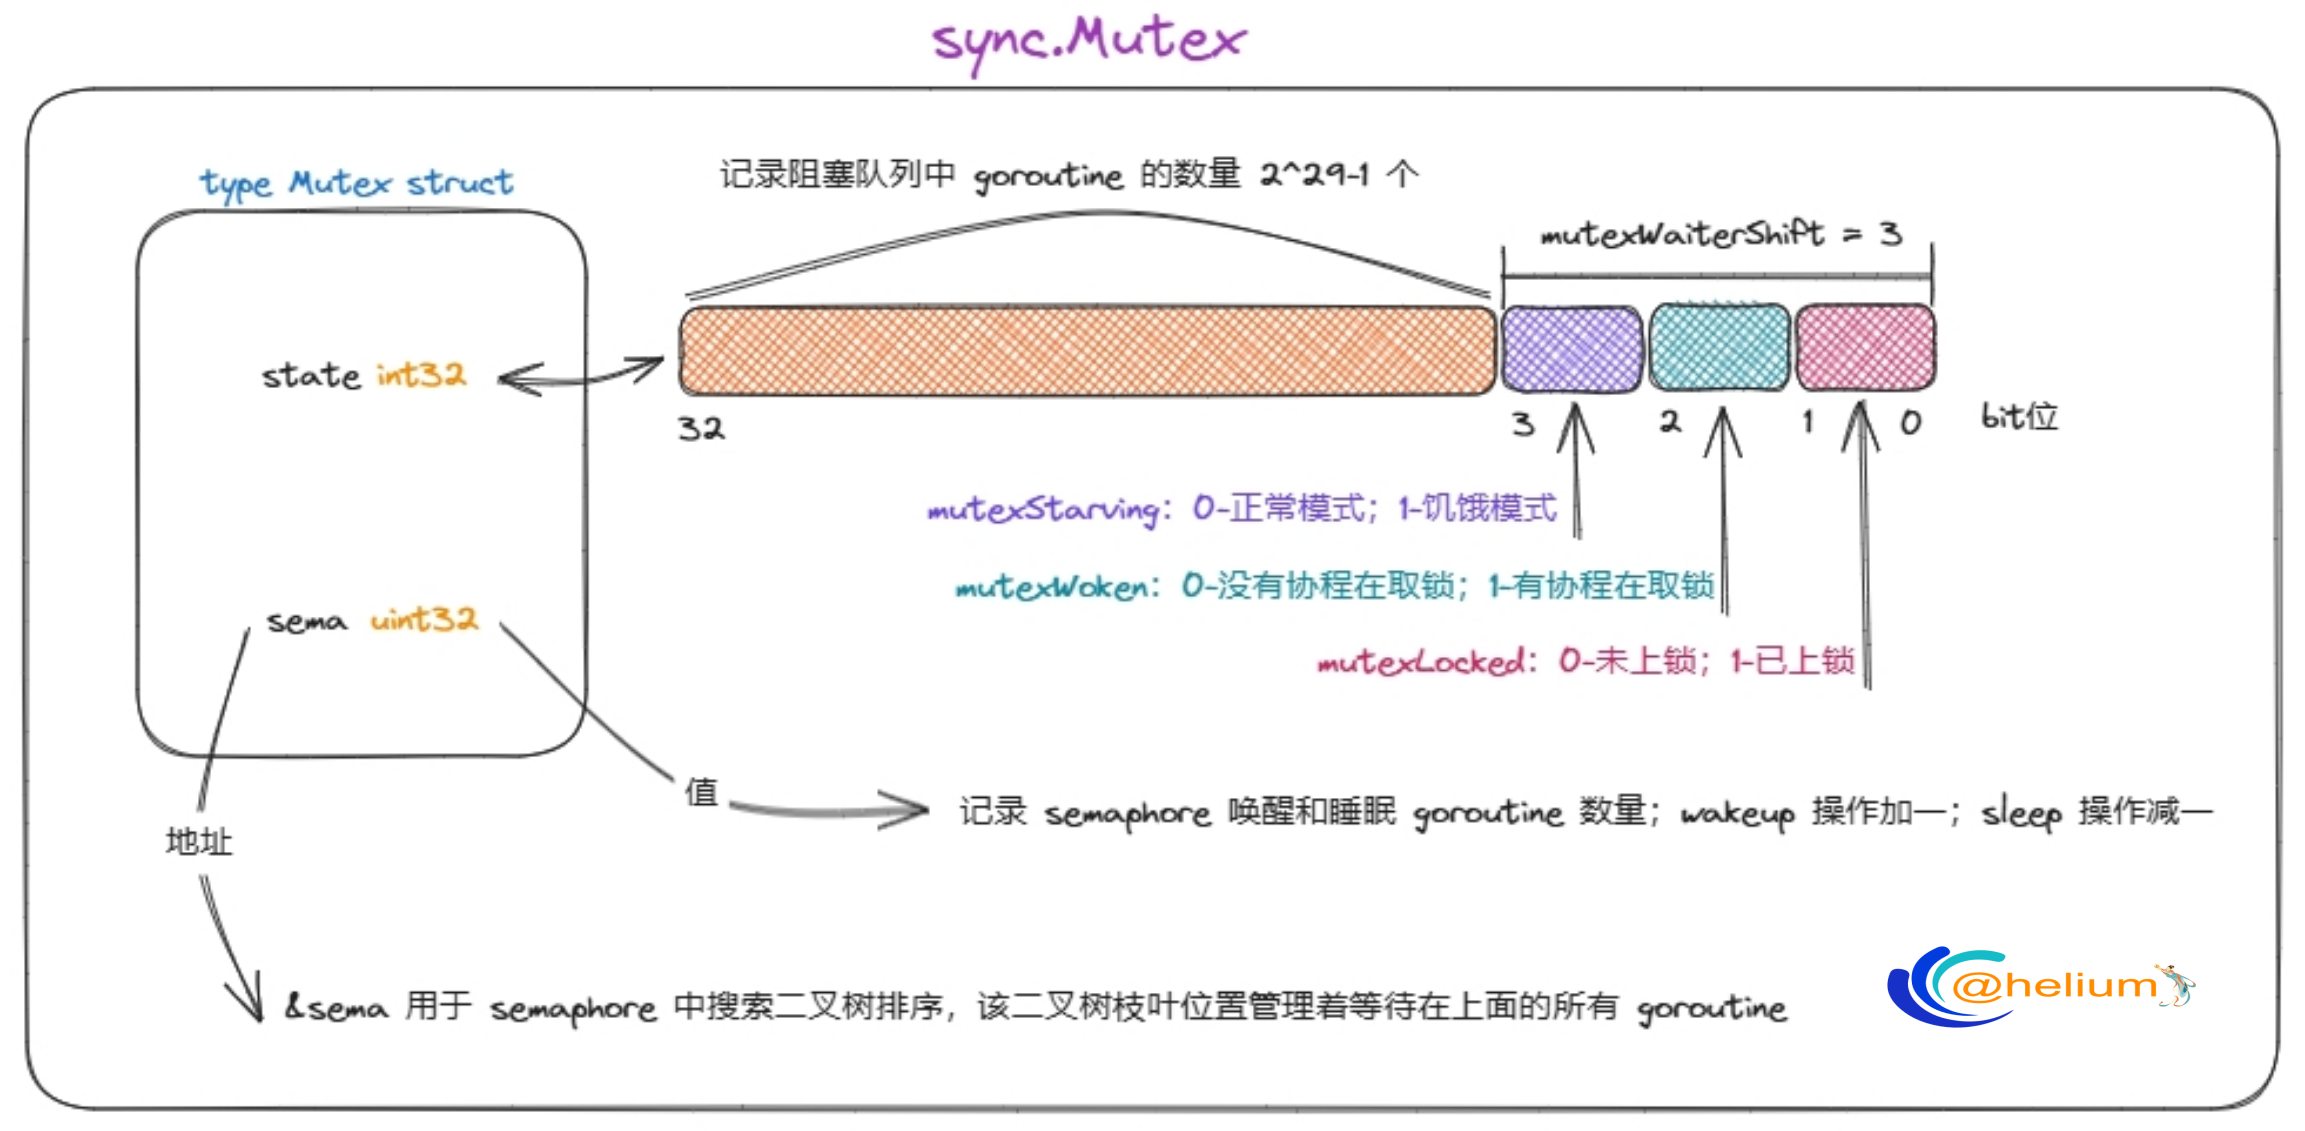 sync.Mutex
type Mutex struct
记录阻塞队列中 goroutine 的数量 2^29-1 个
mutexWaiterShift = 3
state int32
32
3
2
1
0
bit位
mutexStarving：0-正常模式；1-饥饿模式
mutexWoken：0-没有协程在取锁；1-有协程在取锁
sema uint32
mutexLocked：0-未上锁；1-已上锁
值
记录 semaphore 唤醒和睡眠 goroutine 数量；wakeup 操作加一；sleep 操作减一
地址
&sema 用于 semaphore 中搜索二叉树排序，该二叉树枝叶位置管理着等待在上面的所有 goroutine
@helium